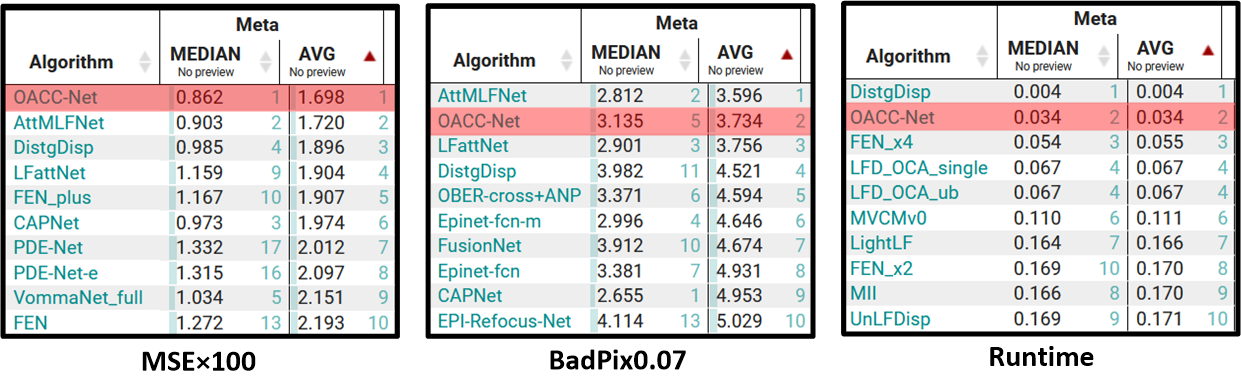 Algorithm Meta
MEDIAN No preview AVG No preview
OACC-Net 0.862 1 1.698 1
AttMLFNet 0.903 2 1.720 2
DistgDisp 0.985 4 1.896 3
LFattNet 1.159 9 1.904 4
FEN_plus 1.167 10 1.907 5
CAPNet 0.973 3 1.974 6
PDE-Net 1.332 17 2.012 7
PDE-Net-e 1.315 16 2.097 8
VommaNet_full 1.034 5 2.151 9
FEN 1.272 13 2.193 10
MSE×100
Algorithm Meta
MEDIAN No preview AVG No preview
AttMLFNet 2.812 2 3.596 1
OACC-Net 3.135 5 3.734 2
LFattNet 2.901 3 3.756 3
DistgDisp 3.982 11 4.521 4
OBER-cross+ANP 3.371 6 4.594 5
Epinet-fcn-m 2.996 4 4.646 6
FusionNet 3.912 10 4.674 7
Epinet-fcn 3.381 7 4.931 8
CAPNet 2.655 1 4.953 9
EPI-Refocus-Net 4.114 13 5.029 10
BadPix0.07
Algorithm Meta
MEDIAN No preview AVG No preview
DistgDisp 0.004 1 0.004 1
OACC-Net 0.034 2 0.034 2
FEN_x4 0.054 3 0.055 3
LFD_OCA_single 0.067 4 0.067 4
LFD_OCA_ub 0.067 4 0.067 4
MVCMv0 0.110 6 0.111 6
LightLF 0.164 7 0.166 7
FEN_x2 0.169 10 0.170 8
MII 0.166 8 0.170 9
UnLFDisp 0.169 9 0.171 10
Runtime